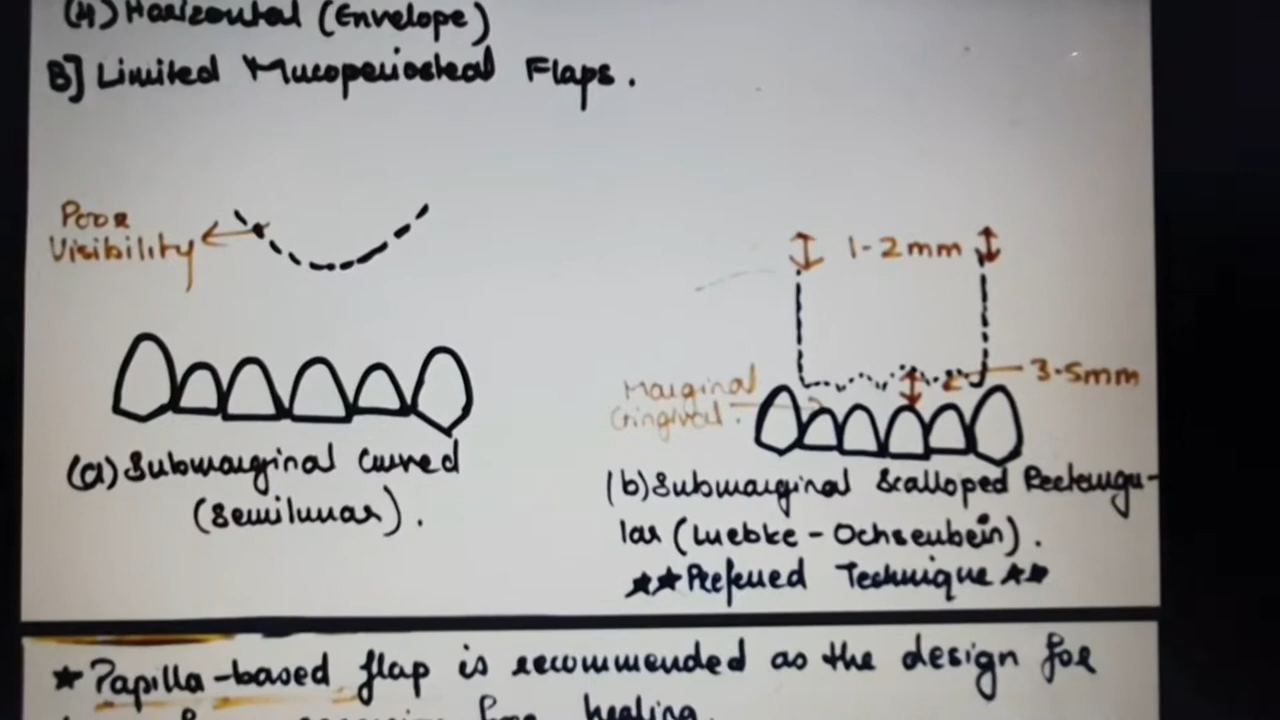 (4) Horizontal (Envelope)
B] Limited Mucoperiosteal Flaps.
Poor
Visibility
1-2mm
3-5mm
Marginal
Gingival.
(a) Submarginal Curved
(Semilunar).
(b) Submarginal Scalloped Rectangu-
lar (Luebke - Ochsenbein).
★★ Preferred Technique ★★
★ Papilla-based flap is recommended as the design for
healing.